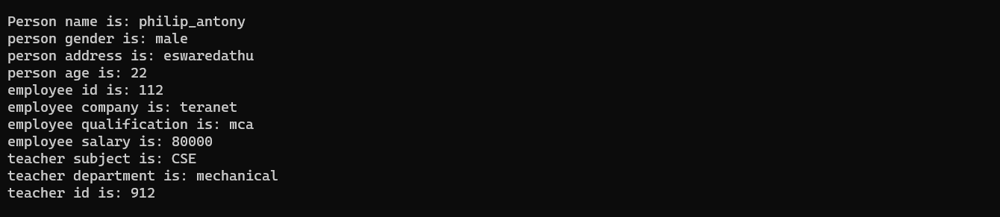 Person name is: philip_antony
person gender is: male
person address is: eswaredathu
person age is: 22
employee id is: 112
employee company is: teranet
employee qualification is: mca
employee salary is: 80000
teacher subject is: CSE
teacher department is: mechanical
teacher id is: 912